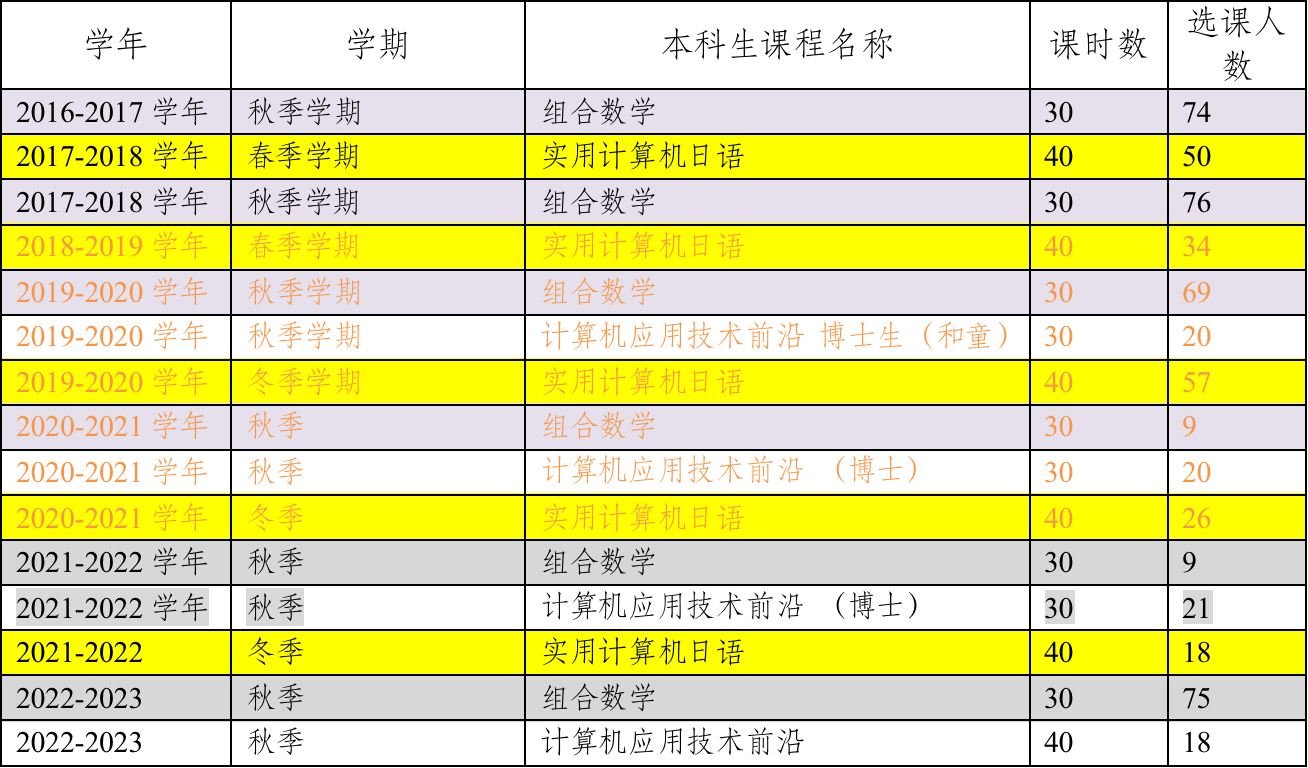 学年 学期 本科生课程名称 课时数 选课人数
2016-2017 学年 秋季学期 组合数学 30 74
2017-2018 学年 春季学期 实用计算机日语 40 50
2017-2018 学年 秋季学期 组合数学 30 76
2018-2019 学年 春季学期 实用计算机日语 40 34
2019-2020 学年 秋季学期 组合数学 30 69
2019-2020 学年 秋季学期 计算机应用技术前沿 博士生（和童） 30 20
2019-2020 学年 冬季学期 实用计算机日语 40 57
2020-2021 学年 秋季 组合数学 30 9
2020-2021 学年 秋季 计算机应用技术前沿 （博士） 30 20
2020-2021 学年 冬季 实用计算机日语 40 26
2021-2022 学年 秋季 组合数学 30 9
2021-2022 学年 秋季 计算机应用技术前沿 （博士） 30 21
2021-2022 冬季 实用计算机日语 40 18
2022-2023 秋季 组合数学 30 75
2022-2023 秋季 计算机应用技术前沿 40 18